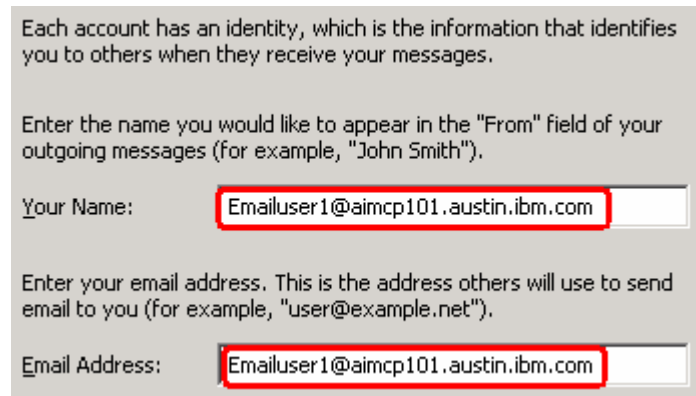 Each account has an identity, which is the information that identifies
you to others when they receive your messages.
Enter the name you would like to appear in the "From" field of your
outgoing messages (for example, "John Smith").
Your Name: Emailuser1@aimcp101.austin.ibm.com
Enter your email address. This is the address others will use to send
email to you (for example, "user@example.net").
Email Address: Emailuser1@aimcp101.austin.ibm.com